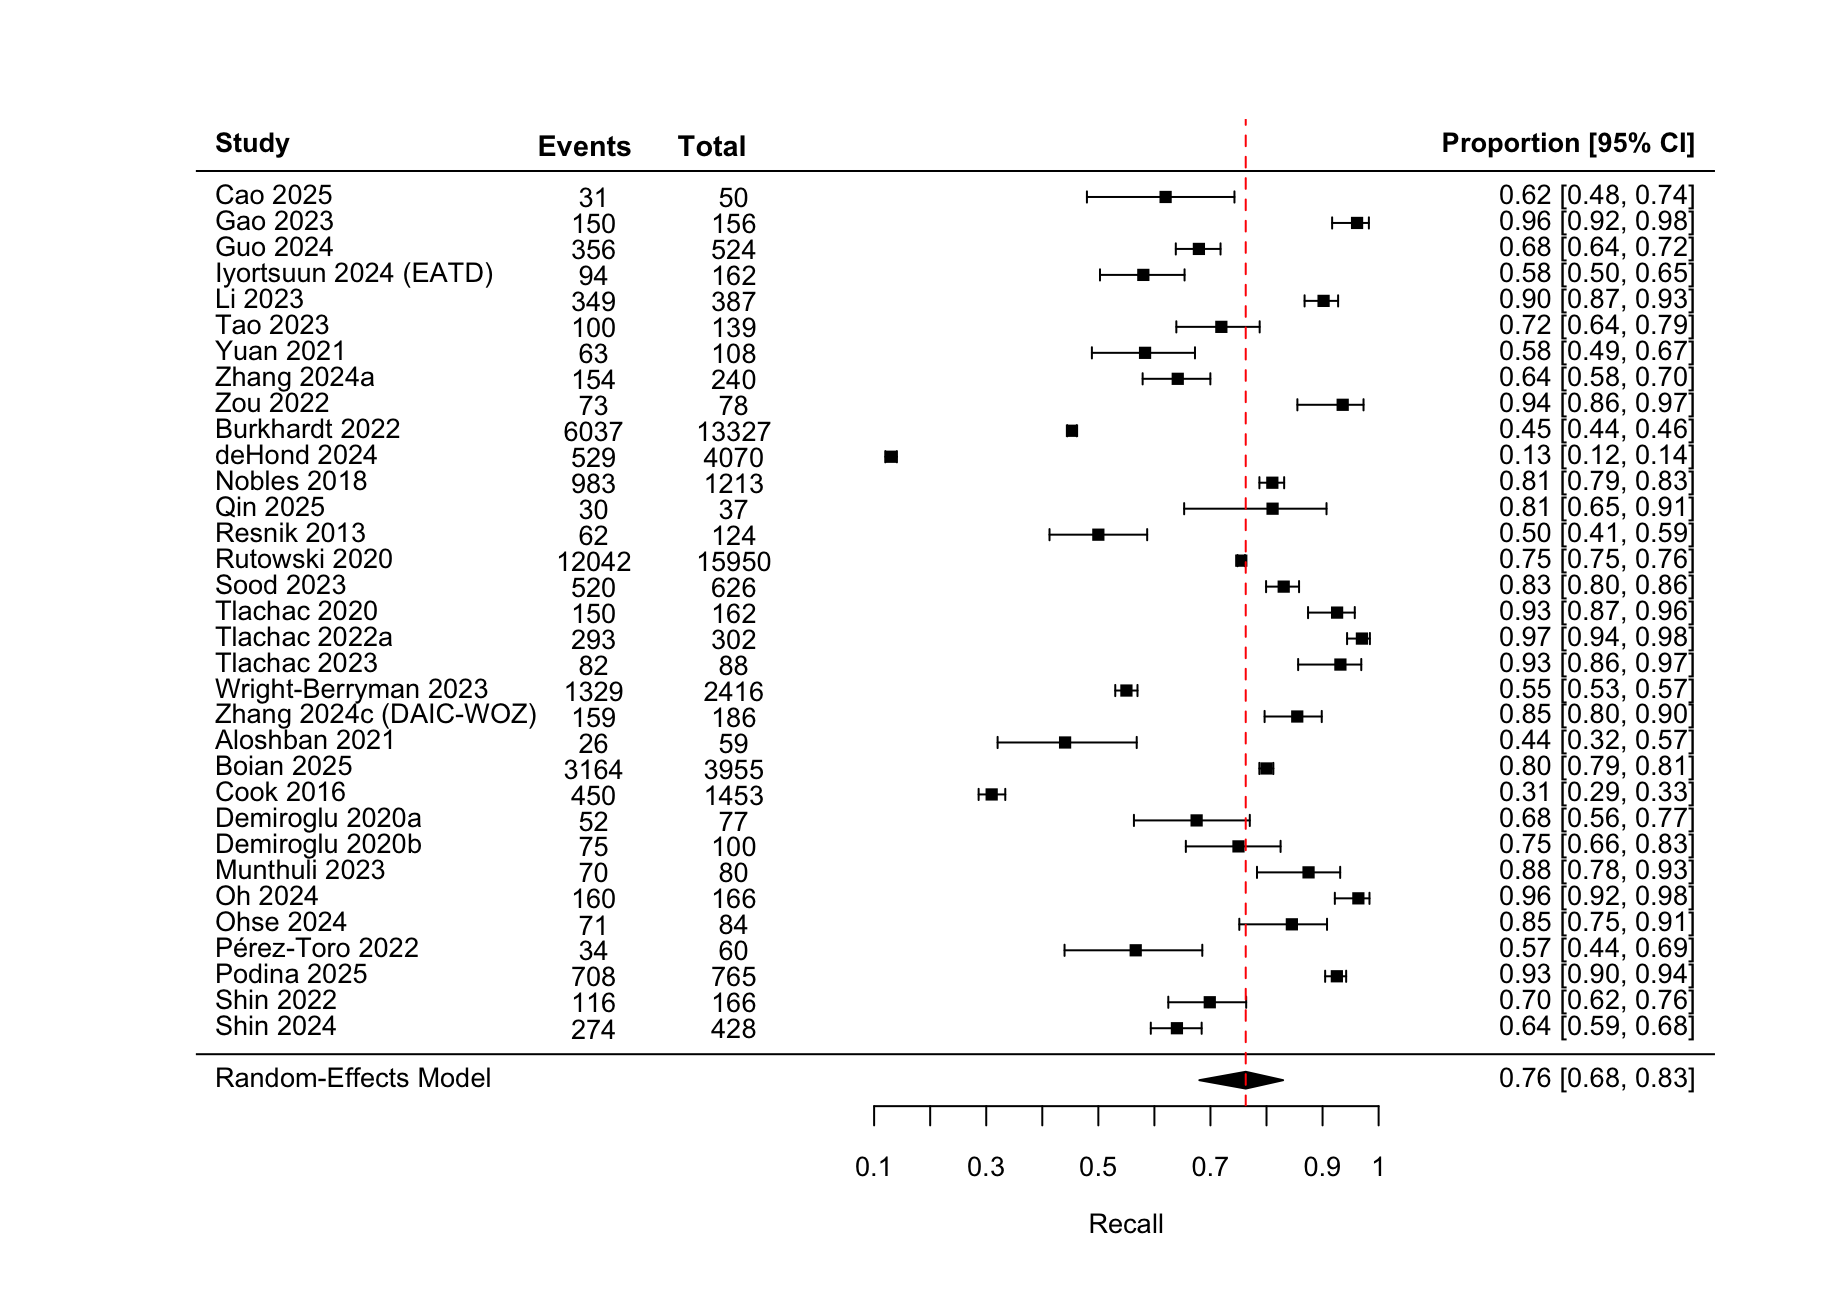 Study Events Total Proportion [95% CI]
Cao 2025 31 50 0.62 [0.48, 0.74]
Gao 2023 150 156 0.96 [0.92, 0.98]
Guo 2024 356 524 0.68 [0.64, 0.72]
Iyortsuun 2024 (EATD) 94 162 0.58 [0.50, 0.65]
Li 2023 349 387 0.90 [0.87, 0.93]
Tao 2023 100 139 0.72 [0.64, 0.79]
Yuan 2021 63 108 0.58 [0.49, 0.67]
Zhang 2024a 154 240 0.64 [0.58, 0.70]
Zou 2022 73 78 0.94 [0.86, 0.97]
Burkhardt 2022 6037 13327 0.45 [0.44, 0.46]
deHond 2024 529 4070 0.13 [0.12, 0.14]
Nobles 2018 983 1213 0.81 [0.79, 0.83]
Qin 2025 30 37 0.81 [0.65, 0.91]
Resnik 2013 62 124 0.50 [0.41, 0.59]
Rutowski 2020 12042 15950 0.75 [0.75, 0.76]
Sood 2023 520 626 0.83 [0.80, 0.86]
Tlachac 2020 150 162 0.93 [0.87, 0.96]
Tlachac 2022a 293 302 0.97 [0.94, 0.98]
Tlachac 2023 82 88 0.93 [0.86, 0.97]
Wright-Berryman 2023 1329 2416 0.55 [0.53, 0.57]
Zhang 2024c (DAIC-WOZ) 159 186 0.85 [0.80, 0.90]
Aloshban 2021 26 59 0.44 [0.32, 0.57]
Boian 2025 3164 3955 0.80 [0.79, 0.81]
Cook 2016 450 1453 0.31 [0.29, 0.33]
Demiroglu 2020a 52 77 0.68 [0.56, 0.77]
Demiroglu 2020b 75 100 0.75 [0.66, 0.83]
Munthuli 2023 70 80 0.88 [0.78, 0.93]
Oh 2024 160 166 0.96 [0.92, 0.98]
Ohse 2024 71 84 0.85 [0.75, 0.91]
Pérez-Toro 2022 34 60 0.57 [0.44, 0.69]
Podina 2025 708 765 0.93 [0.90, 0.94]
Shin 2022 116 166 0.70 [0.62, 0.76]
Shin 2024 274 428 0.64 [0.59, 0.68]
Random-Effects Model 0.76 [0.68, 0.83]
0.1 0.3 0.5 0.7 0.9 1
Recall